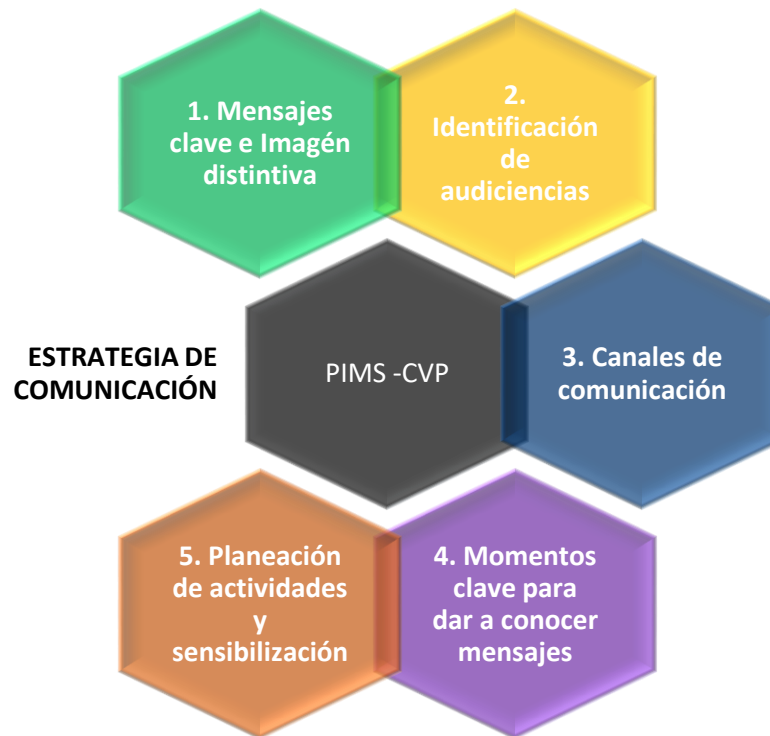 1. Mensajes
clave e Imagén
distintiva
2.
Identificación
de
audiciencias
ESTRATEGIA DE
COMUNICACIÓN
PIMS -CVP
3. Canales de
comunicación
5. Planeación
de actividades
y
sensibilización
4. Momentos
clave para
dar a conocer
mensajes